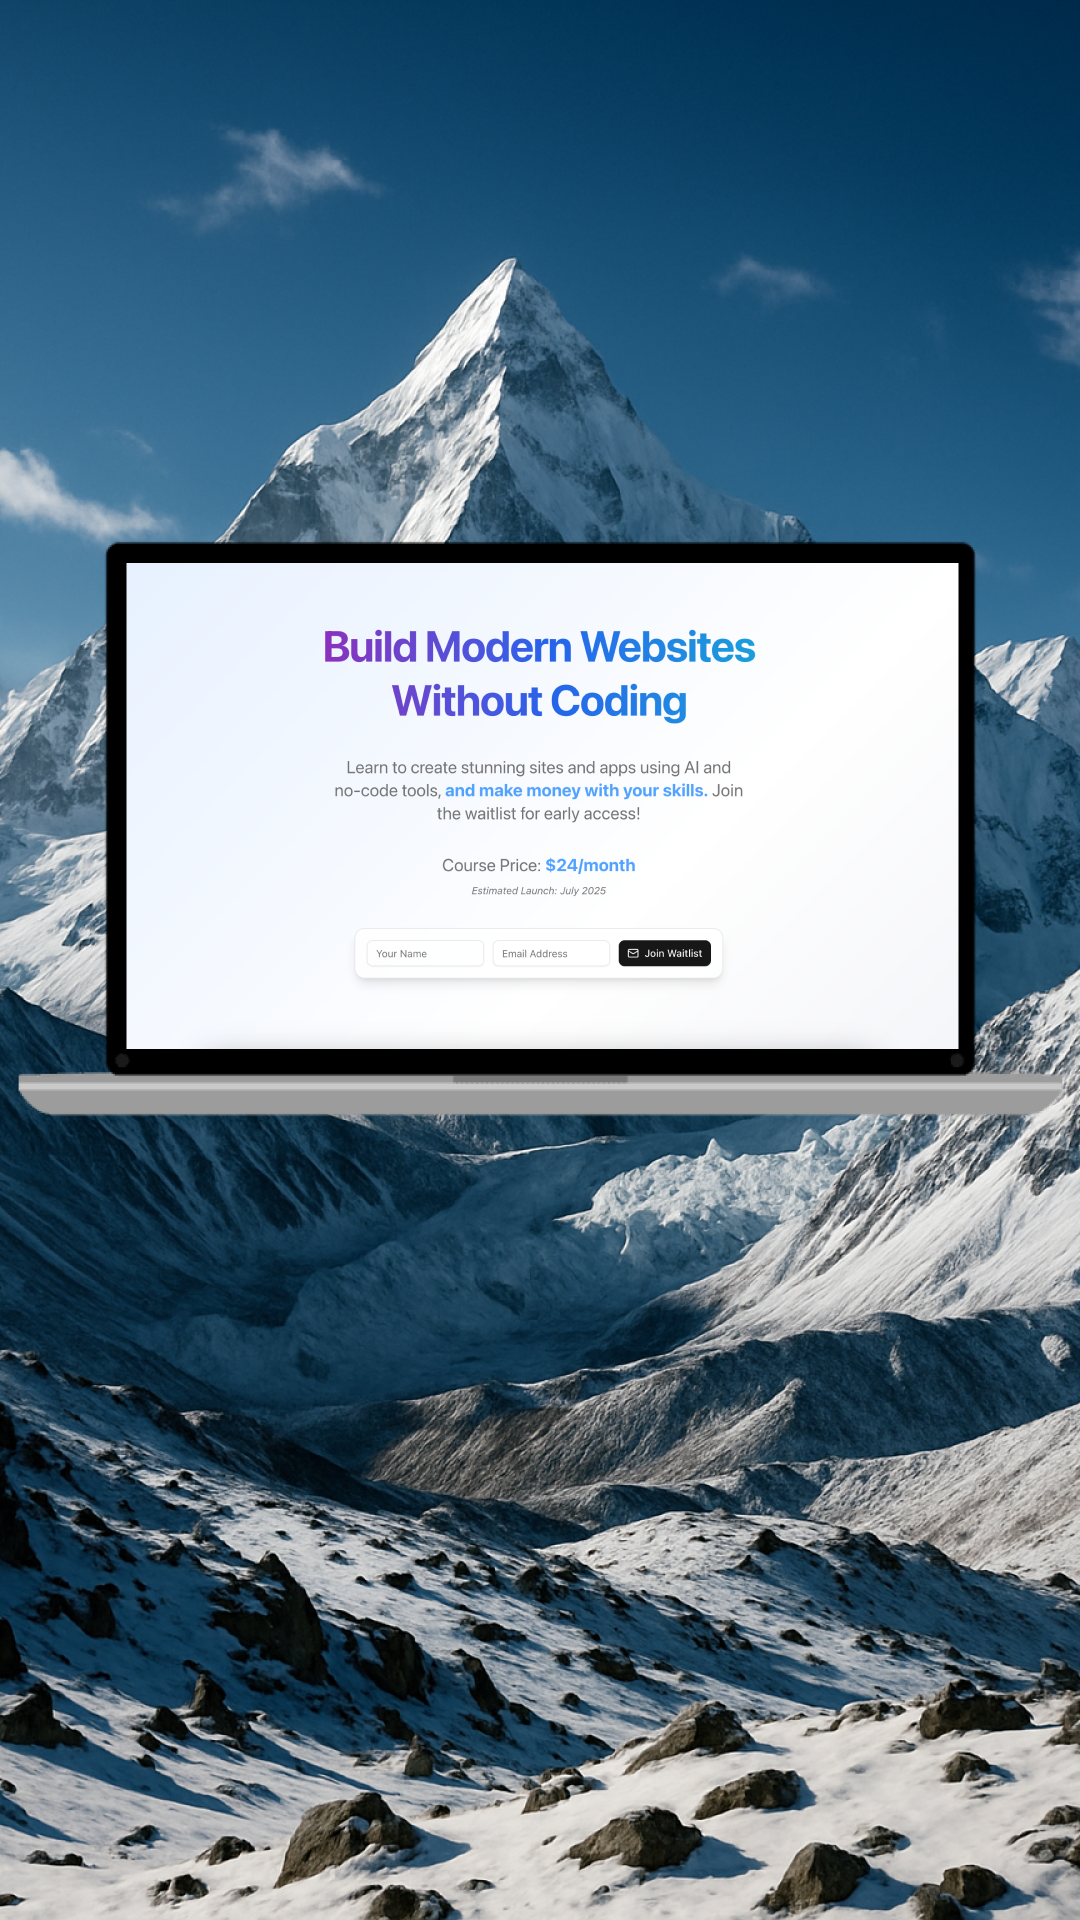 Build Modern Websites
Without Coding
Learn to create stunning sites and apps using AI and
no-code tools, and make money with your skills. Join
the waitlist for early access!
Course Price: $24/month
Estimated Launch: July 2025
Your Name
Email Address
Join Waitlist